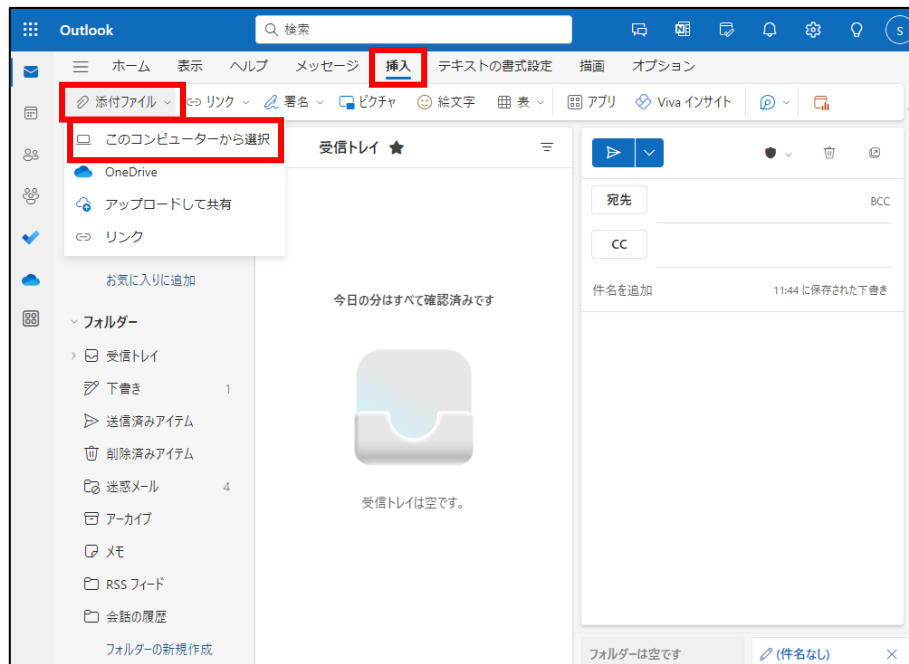 Outlook
検索
S
ホーム 表示 ヘルプ メッセージ 挿入 テキストの書式設定 描画 オプション
添付ファイル リンク 署名 ピクチャ 絵文字 表 アプリ Viva インサイト
このコンピューターから選択
OneDrive
アップロードして共有
リンク
お気に入りに追加
フォルダー
受信トレイ
下書き 1
送信済みアイテム
削除済みアイテム
迷惑メール 4
アーカイブ
メモ
RSS フィード
会話の履歴
フォルダーの新規作成
受信トレイ
今日の分はすべて確認済みです
受信トレイは空です。
宛先
BCC
CC
件名を追加 11:44 に保存された下書き
フォルダーは空です
(件名なし)